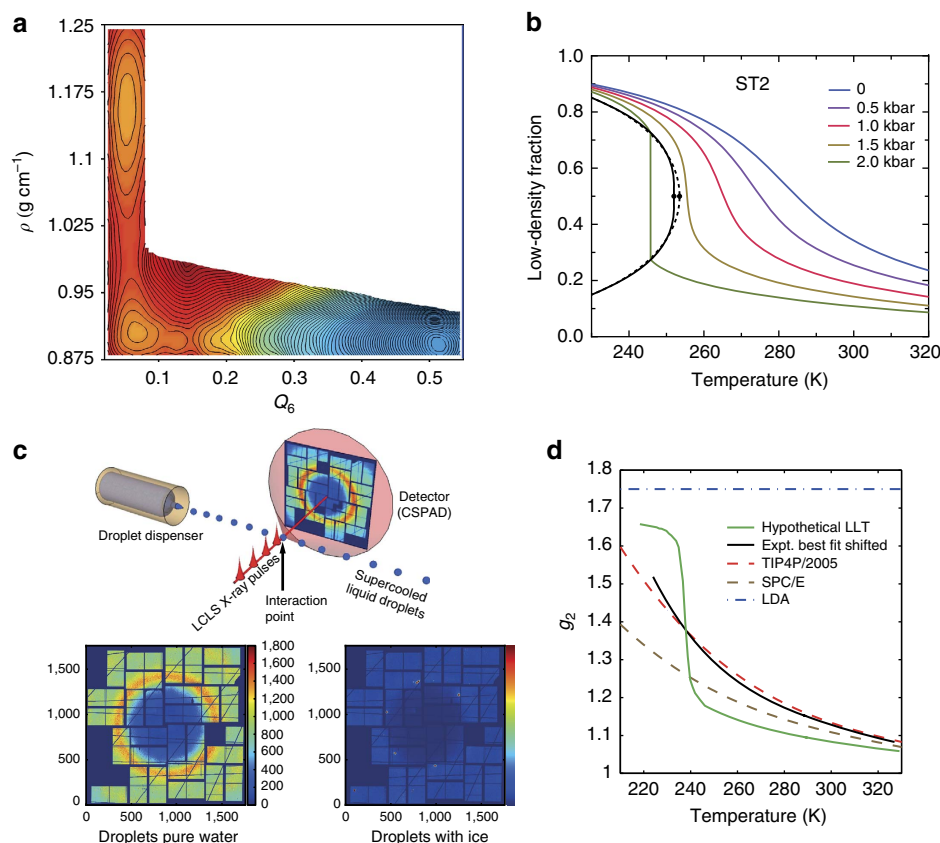 a
1.25
1.175
1.1
1.025
0.95
0.875
ρ (g cm⁻¹)
0.1
0.2
0.3
0.4
0.5
Q₆
b
1.0
0.8
0.6
0.4
0.2
0.0
Low-density fraction
ST2
0
0.5 kbar
1.0 kbar
1.5 kbar
2.0 kbar
240
260
280
300
320
Temperature (K)
c
Droplet dispenser
LCLS X-ray pulses
Interaction
point
Supercooled
liquid droplets
Detector
(CSPAD)
1,500
1,000
500
0
0
500
1,000
1,500
Droplets pure water
1,800
1,600
1,400
1,200
1,000
800
600
400
200
0
1,500
1,000
500
0
0
500
1,000
1,500
Droplets with ice
d
1.8
1.7
1.6
1.5
1.4
1.3
1.2
1.1
1
g₂
Hypothetical LLT
Expt. best fit shifted
TIP4P/2005
SPC/E
LDA
220
240
260
280
300
320
Temperature (K)